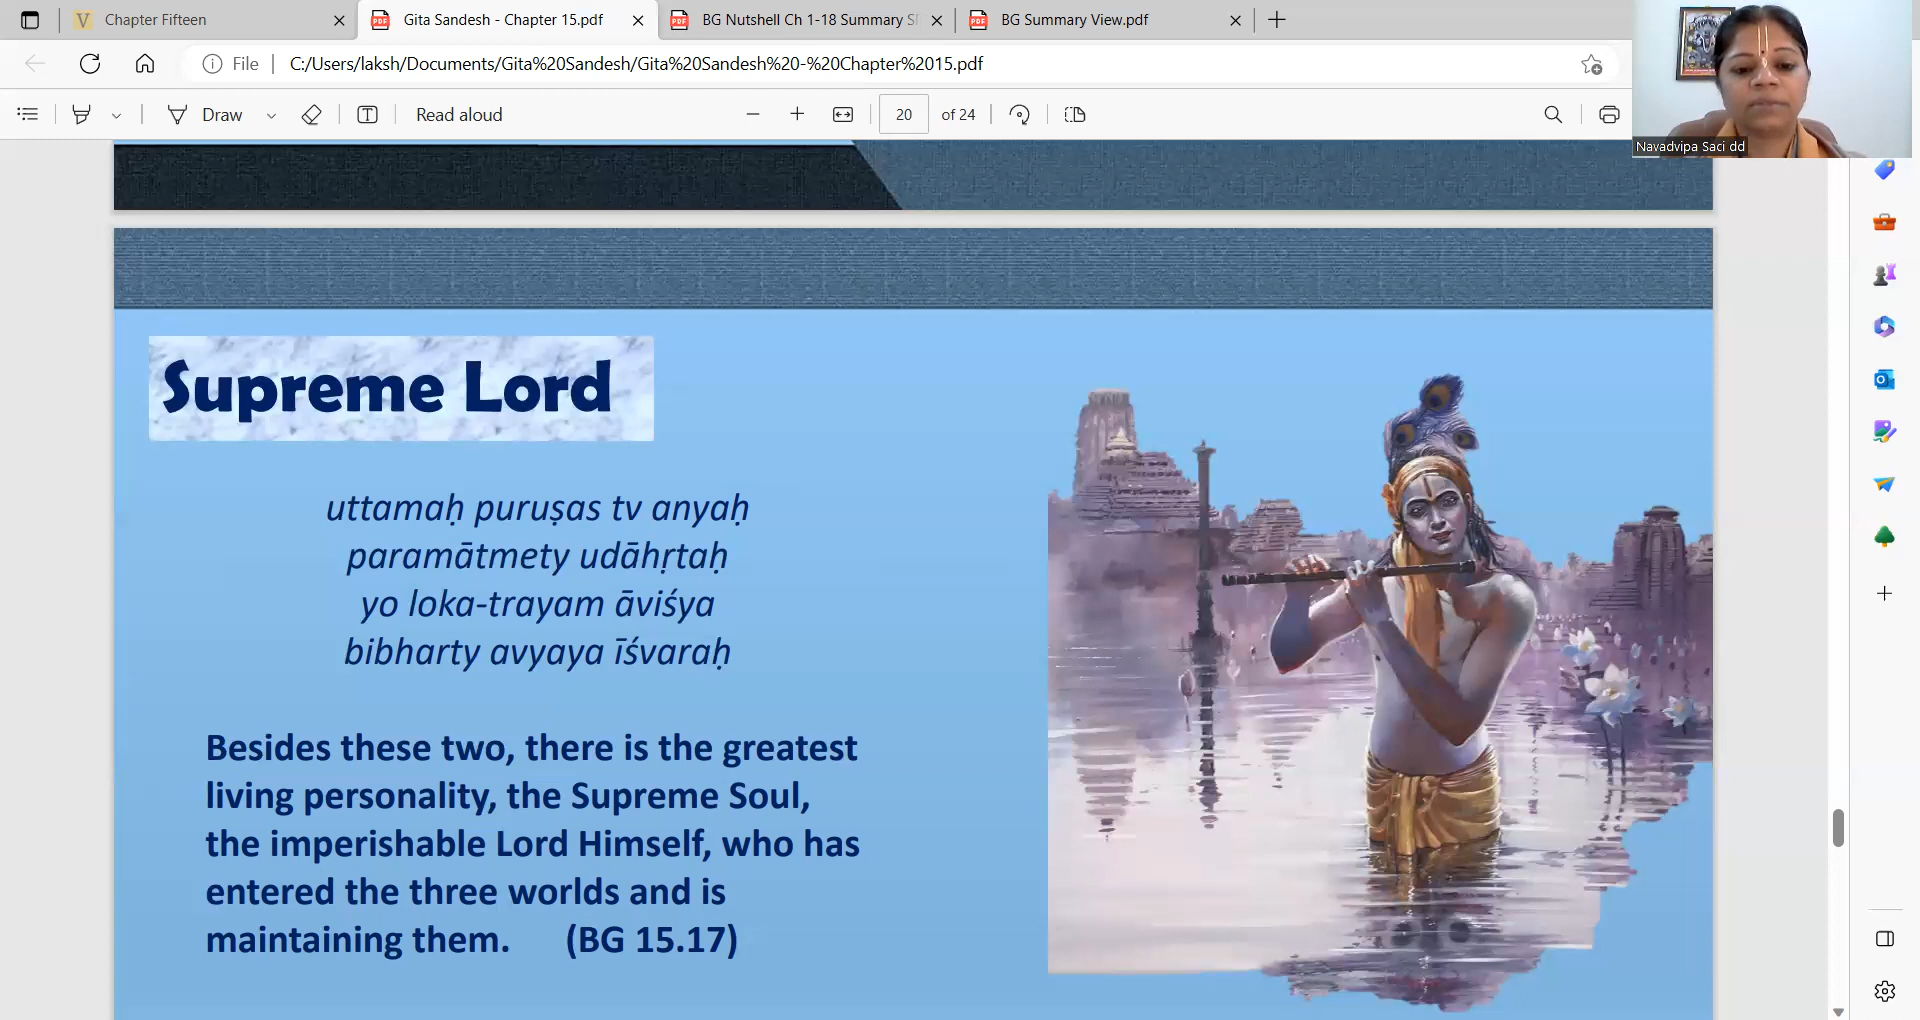 Chapter Fifteen
Gita Sandesh - Chapter 15.pdf
BG Nutshell Ch 1-18 Summary
BG Summary View.pdf
File
C:/Users/laksh/Documents/Gita%20Sandesh/Gita%20Sandesh%20-%20Chapter%2015.pdf
Draw
Read aloud
20 of 24
Navadvipa Saci dd
Supreme Lord
uttamaḥ puruṣas tv anyaḥ
paramātmety udāhṛtaḥ
yo loka-trayam āviśya
bibharty avyaya īśvaraḥ
Besides these two, there is the greatest
living personality, the Supreme Soul,
the imperishable Lord Himself, who has
entered the three worlds and is
maintaining them. (BG 15.17)